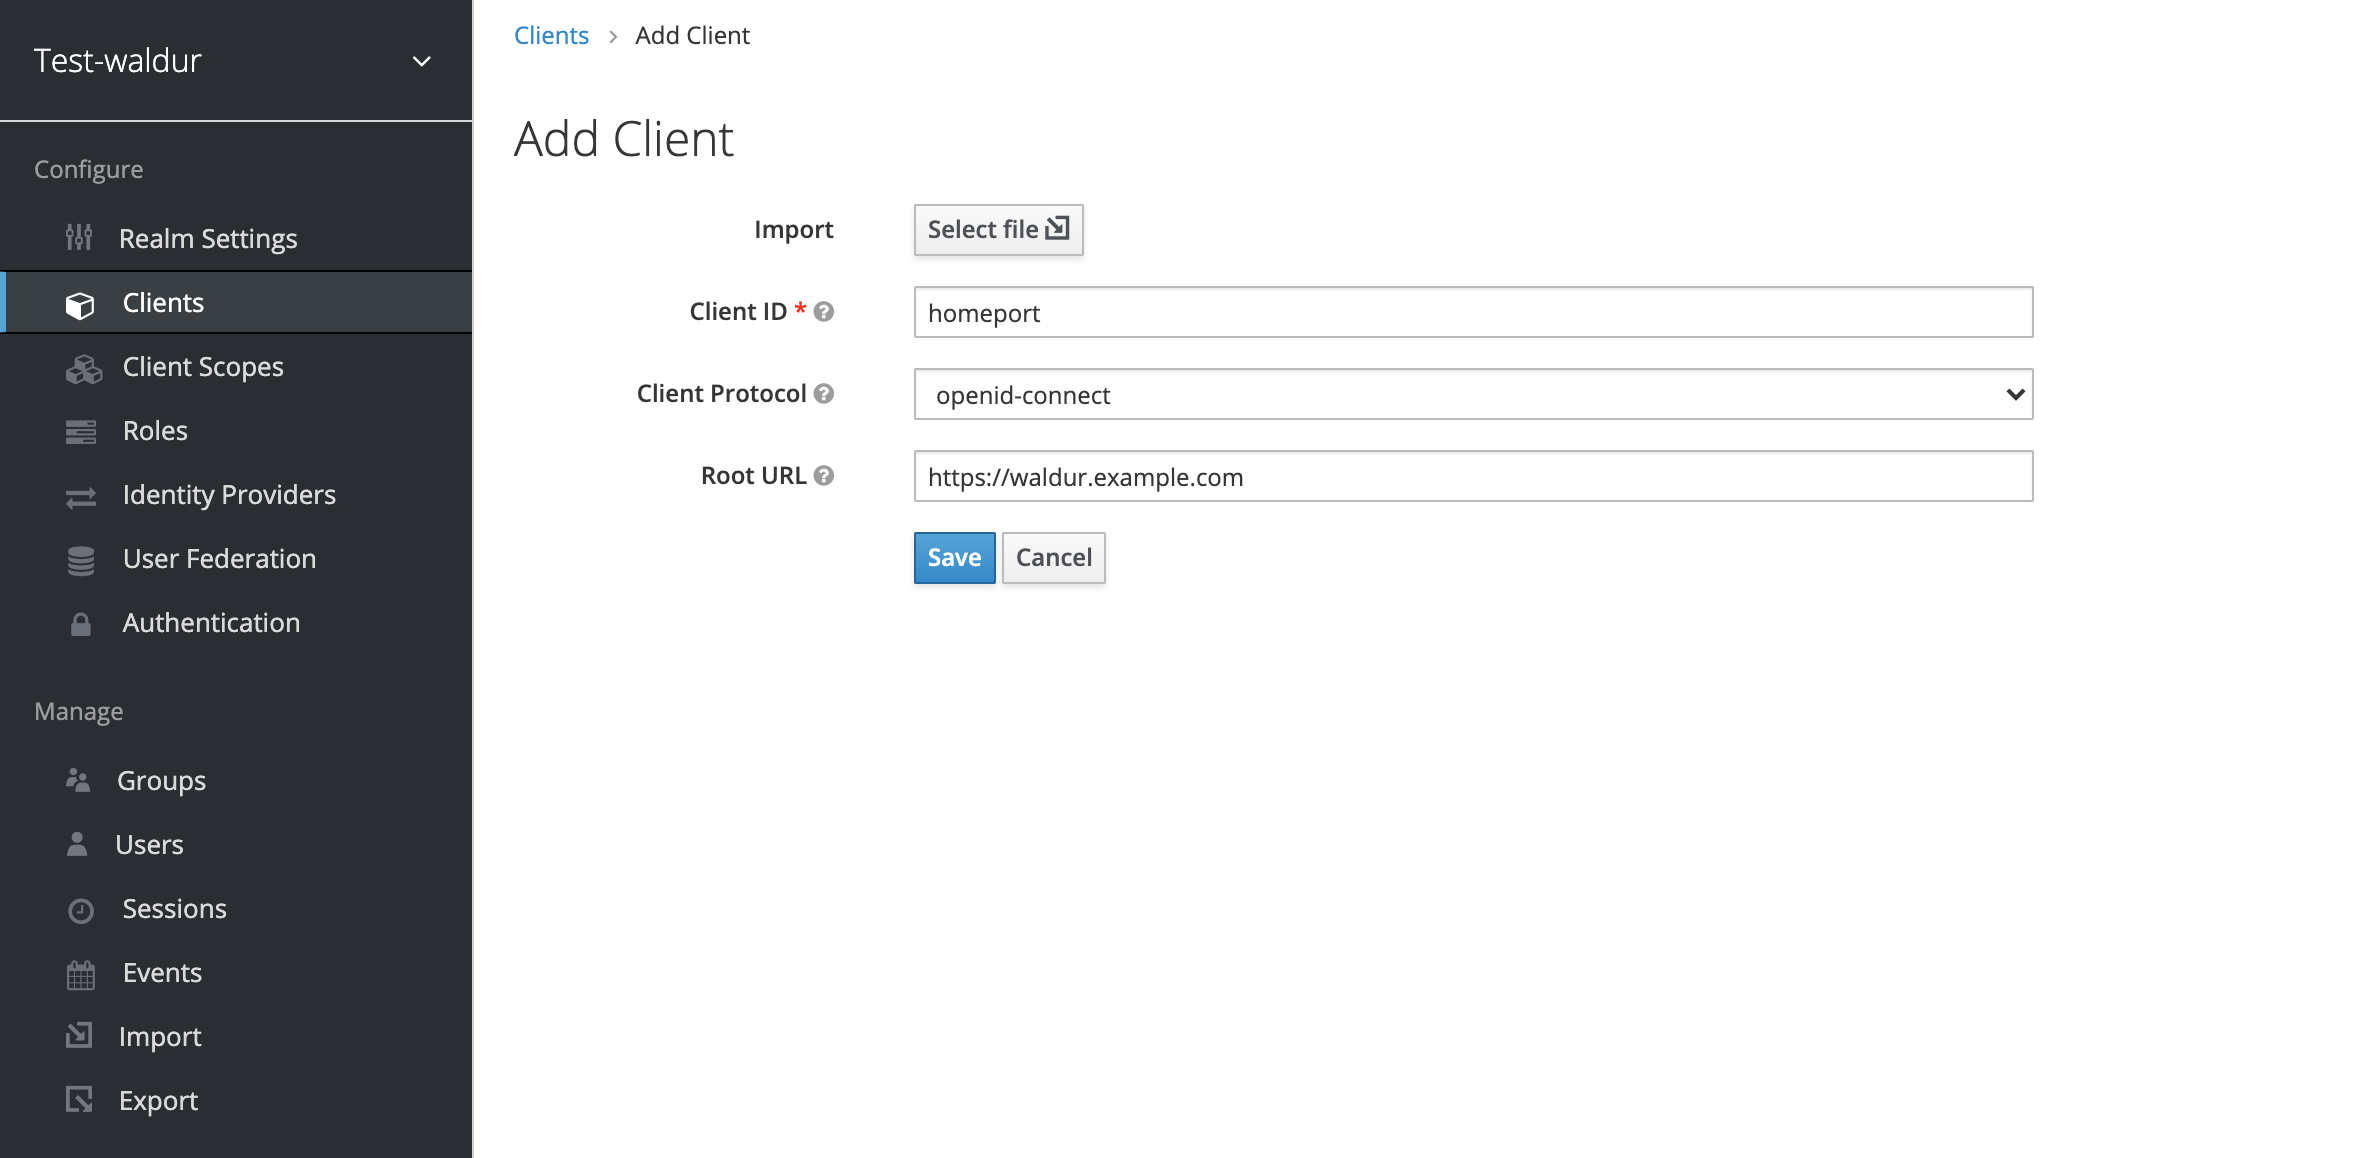 Test-waldur
Configure
Realm Settings
Clients
Client Scopes
Roles
Identity Providers
User Federation
Authentication
Manage
Groups
Users
Sessions
Events
Import
Export
Clients > Add Client
Add Client
Import Select file
Client ID * homeport
Client Protocol openid-connect
Root URL https://waldur.example.com
Save Cancel